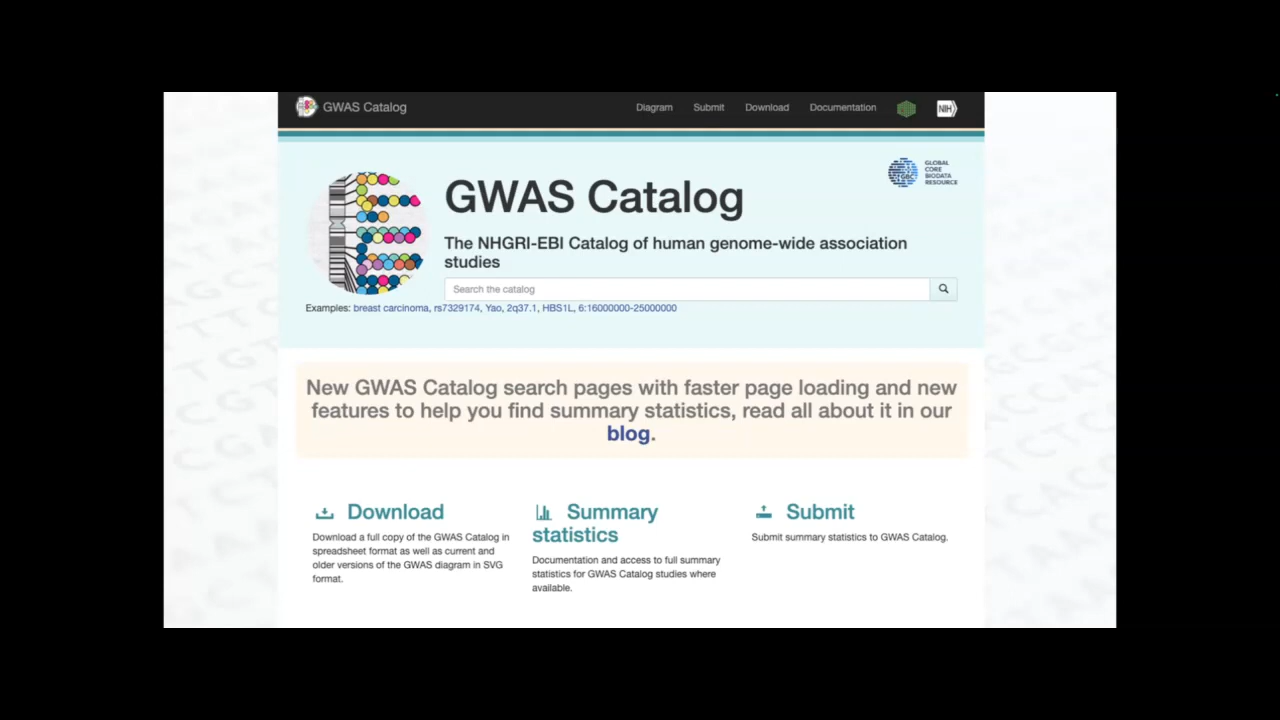 GWAS Catalog
Diagram Submit Download Documentation NIH
GLOBAL
CORE
BIODATA
RESOURCE
GBC
GWAS Catalog
The NHGRI-EBI Catalog of human genome-wide association
studies
Search the catalog
Examples: breast carcinoma, rs7329174, Yao, 2q37.1, HBS1L, 6:16000000-25000000
New GWAS Catalog search pages with faster page loading and new
features to help you find summary statistics, read all about it in our
blog.
Download
Download a full copy of the GWAS Catalog in
spreadsheet format as well as current and
older versions of the GWAS diagram in SVG
format.
Summary
statistics
Documentation and access to full summary
statistics for GWAS Catalog studies where
available.
Submit
Submit summary statistics to GWAS Catalog.